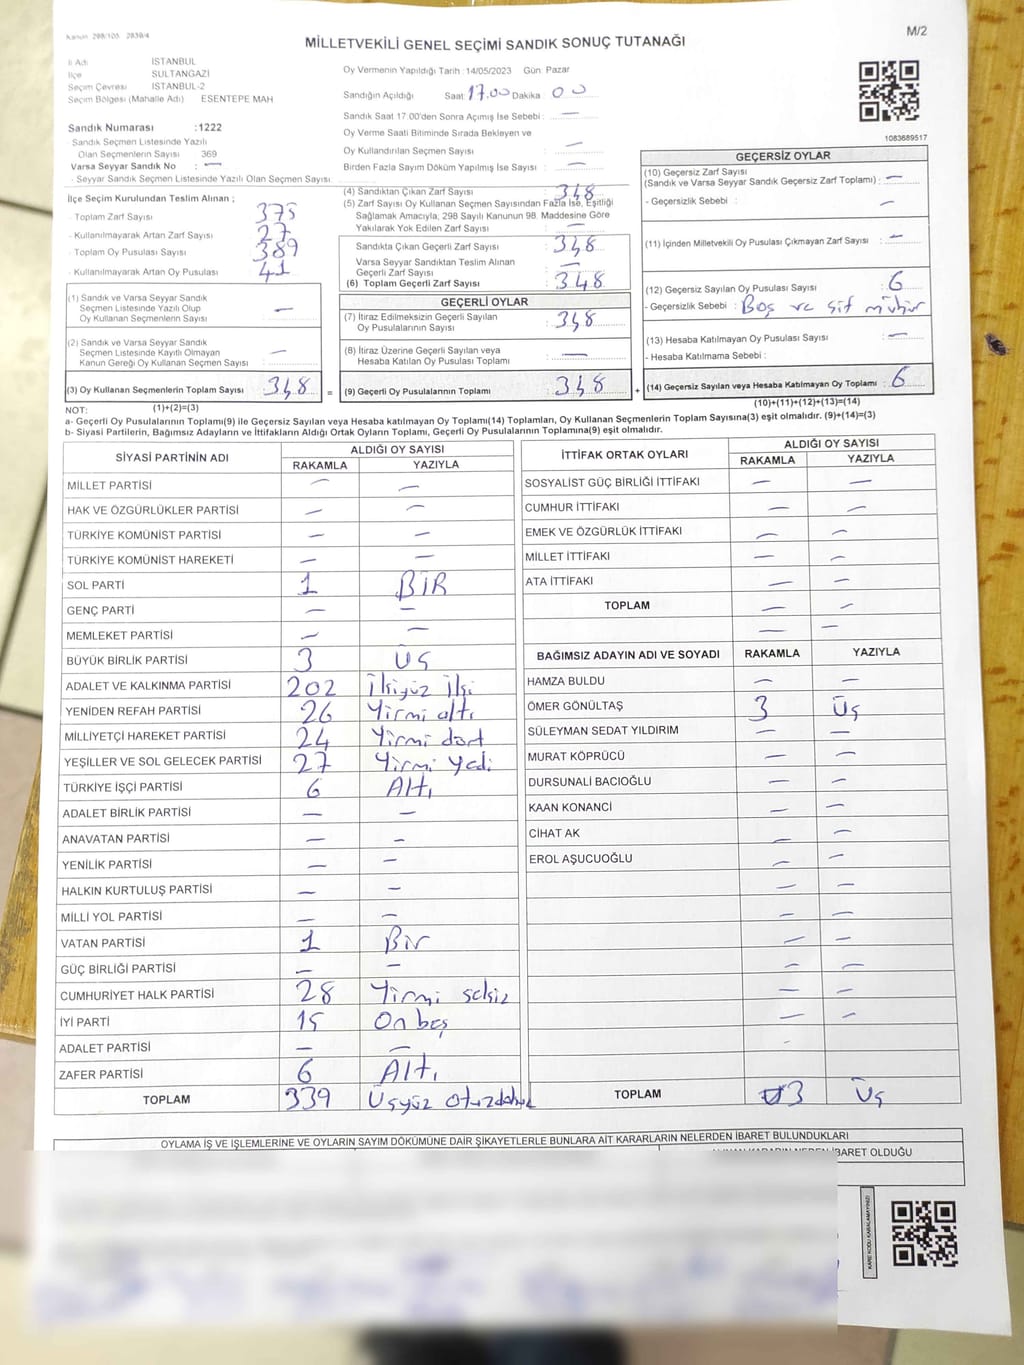 Kanun 298/105, 2839/4
M/2
MİLLETVEKİLİ GENEL SEÇİMİ SANDIK SONUÇ TUTANAĞI
İl Adı İSTANBUL
İlçe SULTANGAZİ
Seçim Çevresi İSTANBUL-2
Seçim Bölgesi (Mahalle Adı) ESENTEPE MAH
Oy Vermenin Yapıldığı Tarih :14/05/2023 Gün: Pazar
Sandığın Açıldığı Saat: 17.00 Dakika 00
Sandık Saat 17.00'den Sonra Açımış İse Sebebi : —
Oy Verme Saati Bitiminde Sırada Bekleyen ve
Oy Kullandırılan Seçmen Sayısı : —
Birden Fazla Sayım Döküm Yapılmış İse Sayısı : —
1083689517
Sandık Numarası :1222
Sandık Seçmen Listesinde Yazılı
Olan Seçmenlerin Sayısı 369
Varsa Seyyar Sandık No : —
- Seyyar Sandık Seçmen Listesinde Yazılı Olan Seçmen Sayısı:
İlçe Seçim Kurulundan Teslim Alınan ;
- Toplam Zarf Sayısı 375
- Kullanılmayarak Artan Zarf Sayısı 27
- Toplam Oy Pusulası Sayısı 389
- Kullanılmayarak Artan Oy Pusulası 41
(1) Sandık ve Varsa Seyyar Sandık
Seçmen Listesinde Yazılı Olup
Oy Kullanan Seçmenlerin Sayısı : —
(2) Sandık ve Varsa Seyyar Sandık
Seçmen Listesinde Kayıtlı Olmayan
Kanun Gereği Oy Kullanan Seçmen Sayısı : —
(3) Oy Kullanan Seçmenlerin Toplam Sayısı : 348
(1)+(2)=(3)
(4) Sandıktan Çıkan Zarf Sayısı : 348
(5) Zarf Sayısı Oy Kullanan Seçmen Sayısından Fazla İse, Eşitliği
Sağlamak Amacıyla, 298 Sayılı Kanunun 98. Maddesine Göre
Yakılarak Yok Edilen Zarf Sayısı : —
Sandıkta Çıkan Geçerli Zarf Sayısı : 348
Varsa Seyyar Sandıktan Teslim Alınan
Geçerli Zarf Sayısı : —
(6) Toplam Geçerli Zarf Sayısı : 348
GEÇERLİ OYLAR
(7) İtiraz Edilmeksizin Geçerli Sayılan
Oy Pusulalarının Sayısı : 348
(8) İtiraz Üzerine Geçerli Sayılan veya
Hesaba Katılan Oy Pusulası Toplamı : —
= (9) Geçerli Oy Pusulalarının Toplamı : 348
GEÇERSİZ OYLAR
(10) Geçersiz Zarf Sayısı
(Sandık ve Varsa Seyyar Sandık Geçersiz Zarf Toplamı) : —
- Geçersizlik Sebebi : —
(11) İçinden Milletvekili Oy Pusulası Çıkmayan Zarf Sayısı : —
(12) Geçersiz Sayılan Oy Pusulası Sayısı : 6
- Geçersizlik Sebebi : Boş ve çift mühür
(13) Hesaba Katılmayan Oy Pusulası Sayısı : —
- Hesaba Katılmama Sebebi :
+ (14) Geçersiz Sayılan veya Hesaba Katılmayan Oy Toplamı : 6
(10)+(11)+(12)+(13)=(14)
NOT:
a- Geçerli Oy Pusulalarının Toplamı(9) ile Geçersiz Sayılan veya Hesaba katılmayan Oy Toplamı(14) Toplamları, Oy Kullanan Seçmenlerin Toplam Sayısına(3) eşit olmalıdır. (9)+(14)=(3)
b- Siyasi Partilerin, Bağımsız Adayların ve İttifakların Aldığı Ortak Oyların Toplamı, Geçerli Oy Pusulalarının Toplamına(9) eşit olmalıdır.
SİYASİ PARTİNİN ADI ALDIĞI OY SAYISI
RAKAMLA YAZIYLA
MİLLET PARTİSİ — —
HAK VE ÖZGÜRLÜKLER PARTİSİ — —
TÜRKİYE KOMÜNİST PARTİSİ — —
TÜRKİYE KOMÜNİST HAREKETİ — —
SOL PARTİ 1 BİR
GENÇ PARTİ — —
MEMLEKET PARTİSİ — —
BÜYÜK BİRLİK PARTİSİ 3 ÜÇ
ADALET VE KALKINMA PARTİSİ 202 İkiyüz İki
YENİDEN REFAH PARTİSİ 26 Yirmi altı
MİLLİYETÇİ HAREKET PARTİSİ 24 Yirmi dört
YEŞİLLER VE SOL GELECEK PARTİSİ 27 Yirmi Yedi
TÜRKİYE İŞÇİ PARTİSİ 6 Altı
ADALET BİRLİK PARTİSİ — —
ANAVATAN PARTİSİ — —
YENİLİK PARTİSİ — —
HALKIN KURTULUŞ PARTİSİ — —
MİLLİ YOL PARTİSİ — —
VATAN PARTİSİ 1 Bir
GÜÇ BİRLİĞİ PARTİSİ — —
CUMHURİYET HALK PARTİSİ 28 Yirmi sekiz
İYİ PARTİ 15 On beş
ADALET PARTİSİ — —
ZAFER PARTİSİ 6 Altı
TOPLAM 339 Üçyüz otuzdokuz
İTTİFAK ORTAK OYLARI ALDIĞI OY SAYISI
RAKAMLA YAZIYLA
SOSYALİST GÜÇ BİRLİĞİ İTTİFAKI — —
CUMHUR İTTİFAKI — —
EMEK VE ÖZGÜRLÜK İTTİFAKI — —
MİLLET İTTİFAKI — —
ATA İTTİFAKI — —
TOPLAM — —
BAĞIMSIZ ADAYIN ADI VE SOYADI RAKAMLA YAZIYLA
HAMZA BULDU — —
ÖMER GÖNÜLTAŞ 3 Üç
SÜLEYMAN SEDAT YILDIRIM — —
MURAT KÖPRÜCÜ — —
DURSUNALİ BACIOĞLU — —
KAAN KONANCİ — —
CİHAT AK — —
EROL AŞUCUOĞLU — —
TOPLAM 3 Üç
OYLAMA İŞ VE İŞLEMLERİNE VE OYLARIN SAYIM DÖKÜMÜNE DAİR ŞİKAYETLERLE BUNLARA AİT KARARLARIN NELERDEN İBARET BULUNDUKLARI
İBARET OLDUĞU
KARE KODU KARALAMAYINIZ!